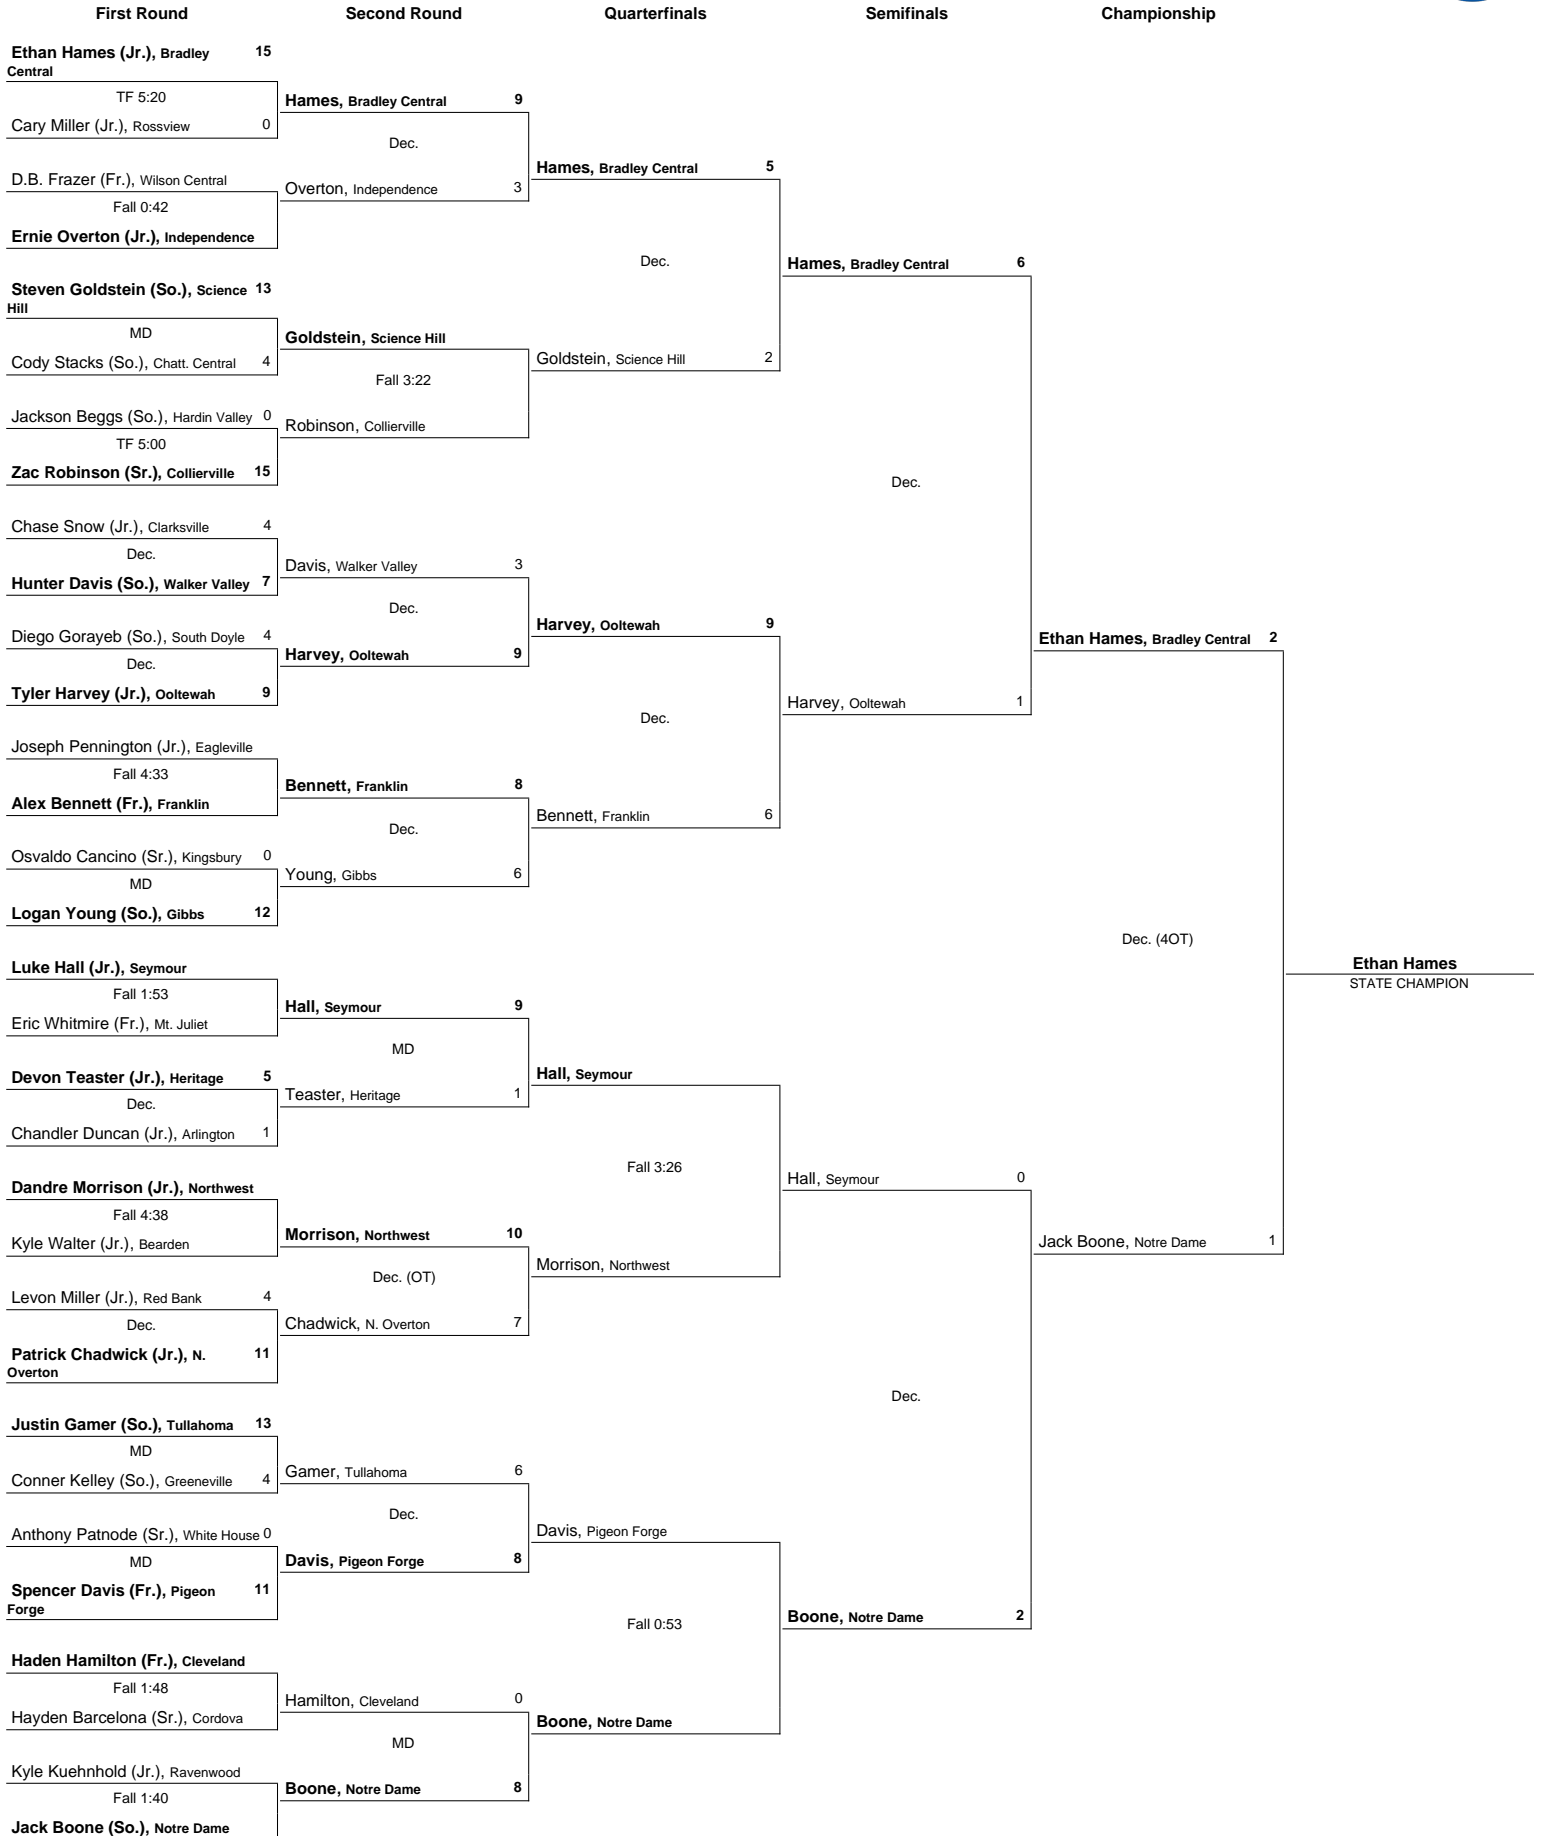 First Round Second Round Quarterfinals Semifinals Championship
Ethan Hames (Jr.), Bradley 15
Central
TF 5:20
Cary Miller (Jr.), Rossview 0
D.B. Frazer (Fr.), Wilson Central
Fall 0:42
Ernie Overton (Jr.), Independence
Steven Goldstein (So.), Science 13
Hill
MD
Cody Stacks (So.), Chatt. Central 4
Jackson Beggs (So.), Hardin Valley 0
TF 5:00
Zac Robinson (Sr.), Collierville 15
Chase Snow (Jr.), Clarksville 4
Dec.
Hunter Davis (So.), Walker Valley 7
Diego Gorayeb (So.), South Doyle 4
Dec.
Tyler Harvey (Jr.), Ooltewah 9
Joseph Pennington (Jr.), Eagleville
Fall 4:33
Alex Bennett (Fr.), Franklin
Osvaldo Cancino (Sr.), Kingsbury 0
MD
Logan Young (So.), Gibbs 12
Luke Hall (Jr.), Seymour
Fall 1:53
Eric Whitmire (Fr.), Mt. Juliet
Devon Teaster (Jr.), Heritage 5
Dec.
Chandler Duncan (Jr.), Arlington 1
Dandre Morrison (Jr.), Northwest
Fall 4:38
Kyle Walter (Jr.), Bearden
Levon Miller (Jr.), Red Bank 4
Dec.
Patrick Chadwick (Jr.), N. 11
Overton
Justin Gamer (So.), Tullahoma 13
MD
Conner Kelley (So.), Greeneville 4
Anthony Patnode (Sr.), White House 0
MD
Spencer Davis (Fr.), Pigeon 11
Forge
Haden Hamilton (Fr.), Cleveland
Fall 1:48
Hayden Barcelona (Sr.), Cordova
Kyle Kuehnhold (Jr.), Ravenwood
Fall 1:40
Jack Boone (So.), Notre Dame
Hames, Bradley Central 9
Dec.
Overton, Independence 3
Goldstein, Science Hill
Fall 3:22
Robinson, Collierville
Davis, Walker Valley 3
Dec.
Harvey, Ooltewah 9
Bennett, Franklin 8
Dec.
Young, Gibbs 6
Hall, Seymour 9
MD
Teaster, Heritage 1
Morrison, Northwest 10
Dec. (OT)
Chadwick, N. Overton 7
Gamer, Tullahoma 6
Dec.
Davis, Pigeon Forge 8
Hamilton, Cleveland 0
MD
Boone, Notre Dame 8
Hames, Bradley Central 5
Dec.
Goldstein, Science Hill 2
Harvey, Ooltewah 9
Dec.
Bennett, Franklin 6
Hall, Seymour
Fall 3:26
Morrison, Northwest
Davis, Pigeon Forge
Fall 0:53
Boone, Notre Dame
Hames, Bradley Central 6
Dec.
Harvey, Ooltewah 1
Hall, Seymour 0
Dec.
Boone, Notre Dame 2
Ethan Hames, Bradley Central 2
Dec. (4OT)
Jack Boone, Notre Dame 1
Ethan Hames
STATE CHAMPION